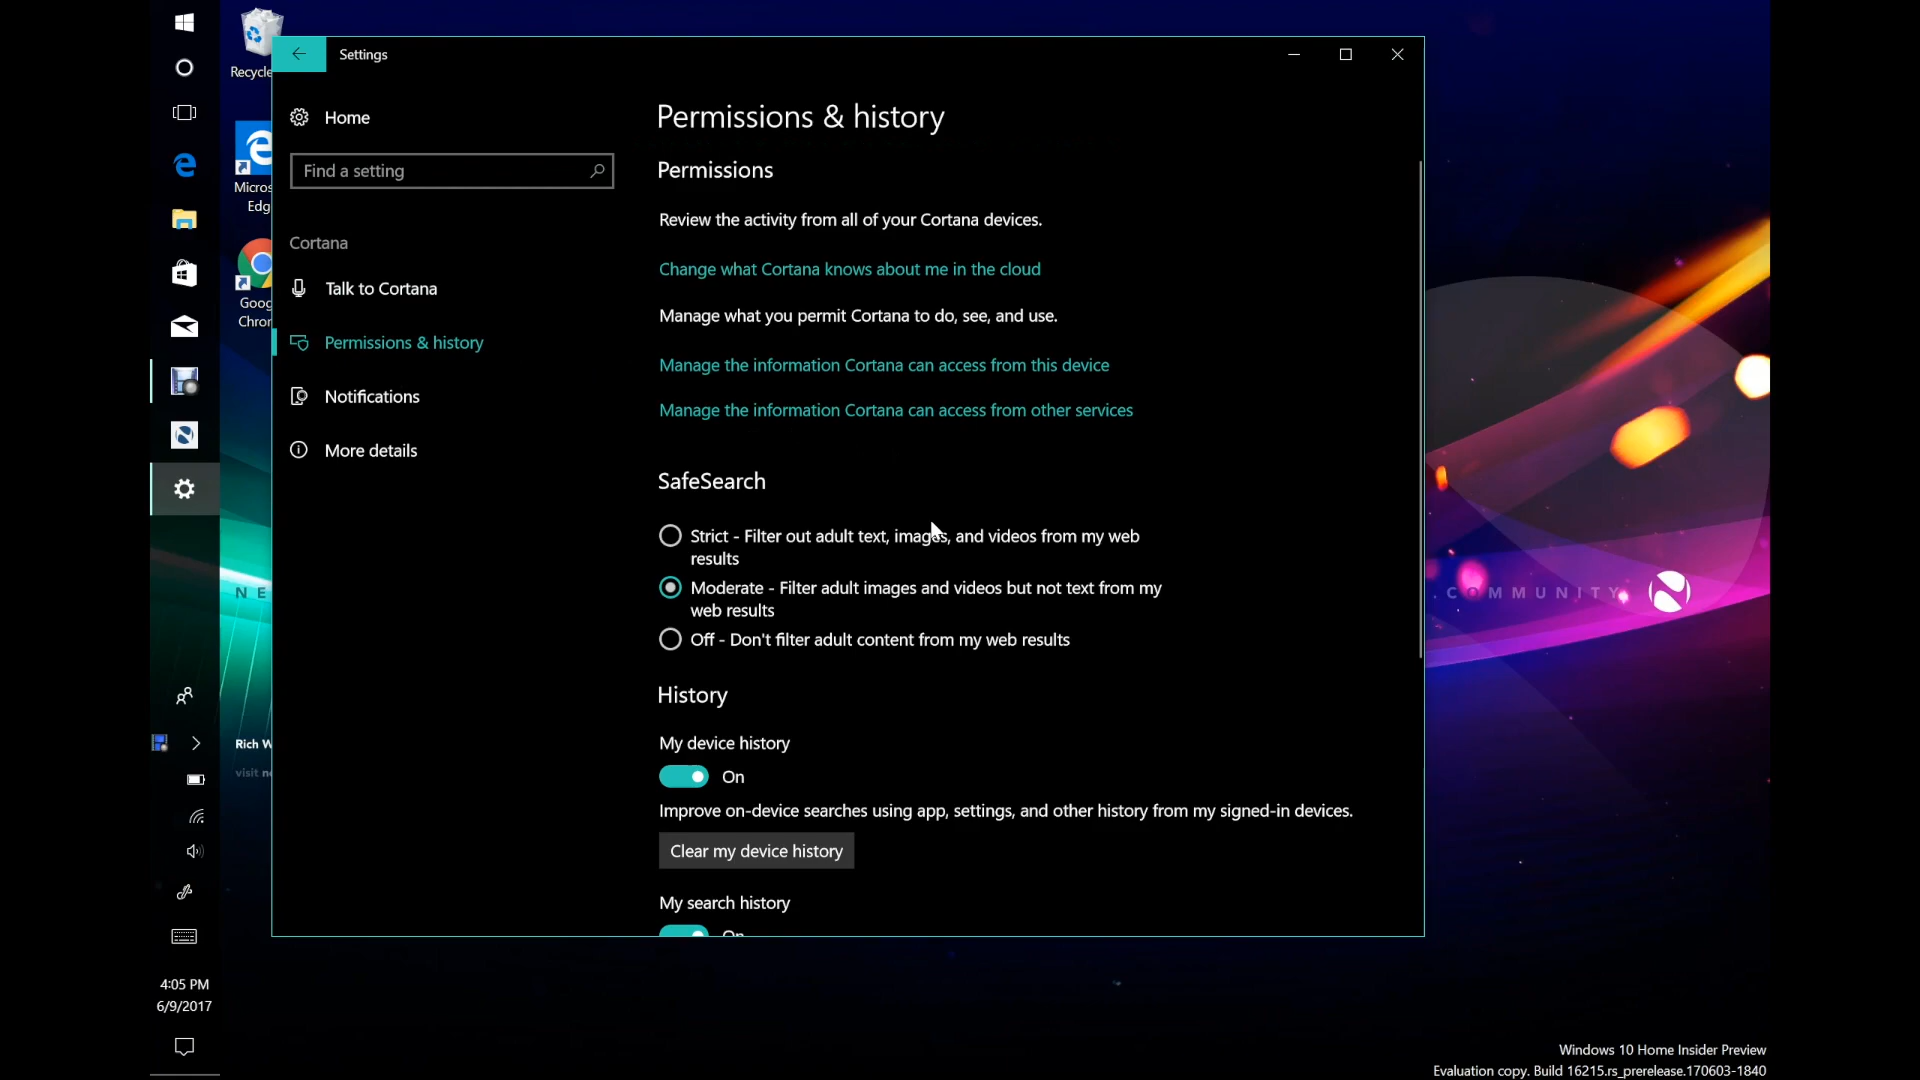 Recycle
Micros
Edg
Goog
Chror
Rich W
visit ne
N E
Settings
Home
Find a setting
Cortana
Talk to Cortana
Permissions & history
Notifications
More details
Permissions & history
Permissions
Review the activity from all of your Cortana devices.
Change what Cortana knows about me in the cloud
Manage what you permit Cortana to do, see, and use.
Manage the information Cortana can access from this device
Manage the information Cortana can access from other services
SafeSearch
Strict - Filter out adult text, images, and videos from my web
results
Moderate - Filter adult images and videos but not text from my
web results
Off - Don't filter adult content from my web results
History
My device history
On
Improve on-device searches using app, settings, and other history from my signed-in devices.
Clear my device history
My search history
On
. C O M M U N I T Y
4:05 PM
6/9/2017
Windows 10 Home Insider Preview
Evaluation copy. Build 16215.rs_prerelease.170603-1840